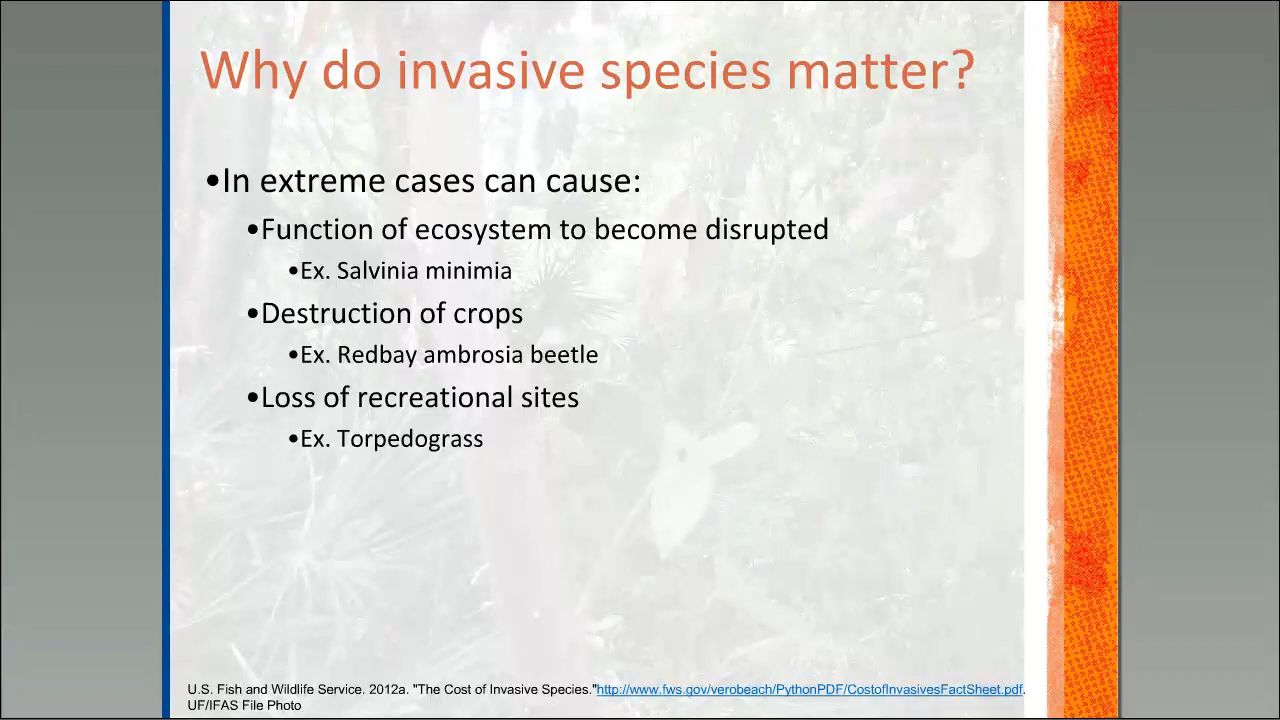 Why do invasive species matter?
•In extreme cases can cause:
•Function of ecosystem to become disrupted
•Ex. Salvinia minimia
•Destruction of crops
•Ex. Redbay ambrosia beetle
•Loss of recreational sites
•Ex. Torpedograss
U.S. Fish and Wildlife Service. 2012a. "The Cost of Invasive Species."http://www.fws.gov/verobeach/PythonPDF/CostofInvasivesFactSheet.pdf.
UF/IFAS File Photo